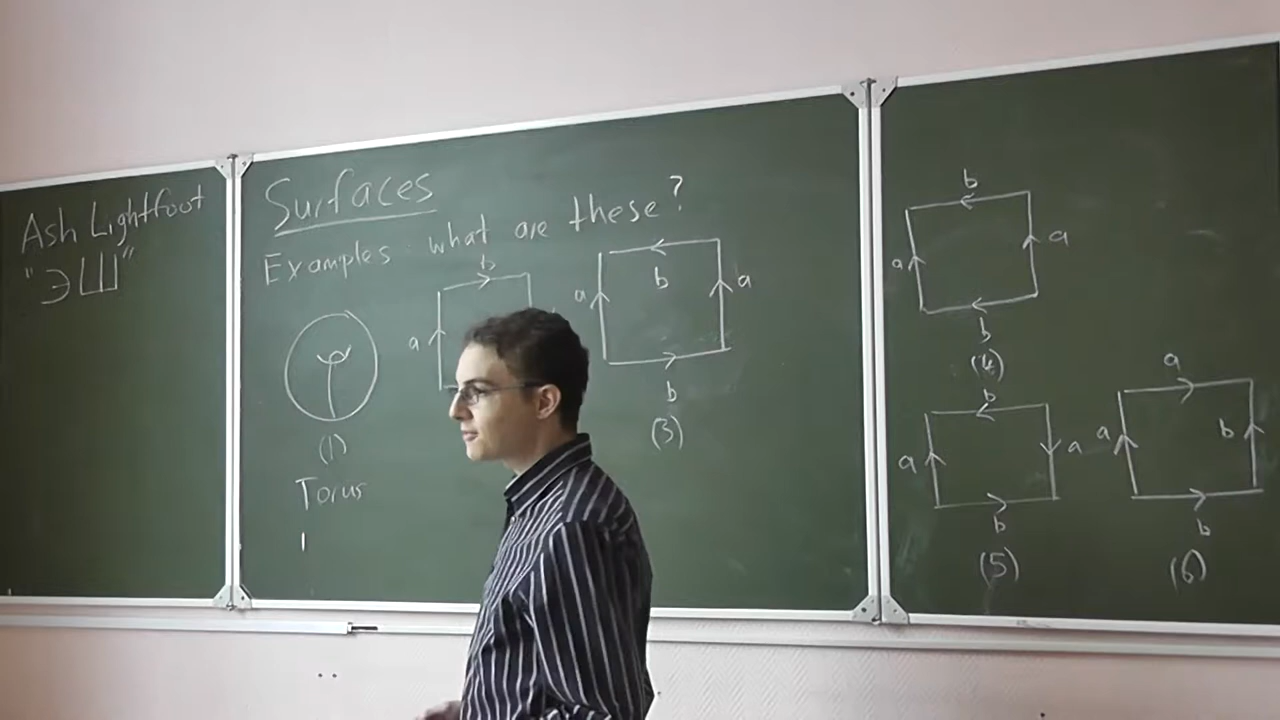 Ash Lightfoot
"ЭШ"
Surfaces
Examples: what are these?
(1)
Torus
b
a
b
a
a
b
(3)
b
a
a
b
(4)
b
a
a
b
(5)
a
a
b
b
(6)